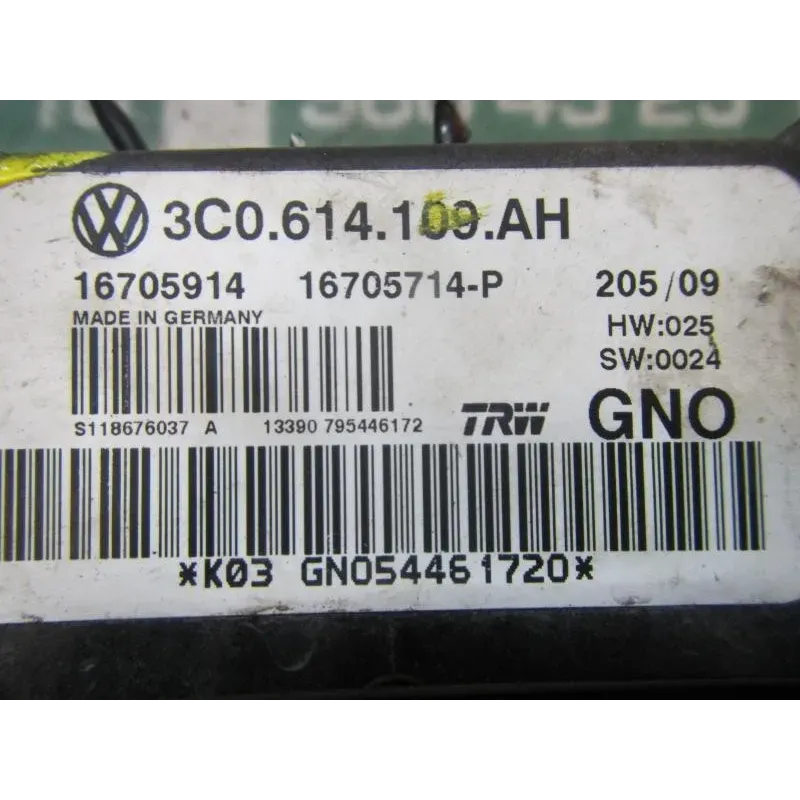 3C0.614.109.AH
16705914 16705714-P 205/09
MADE IN GERMANY HW:025
SW:0024
S118676037 A 13390 795446172 TRW GNO
*K03 GNO54461720*